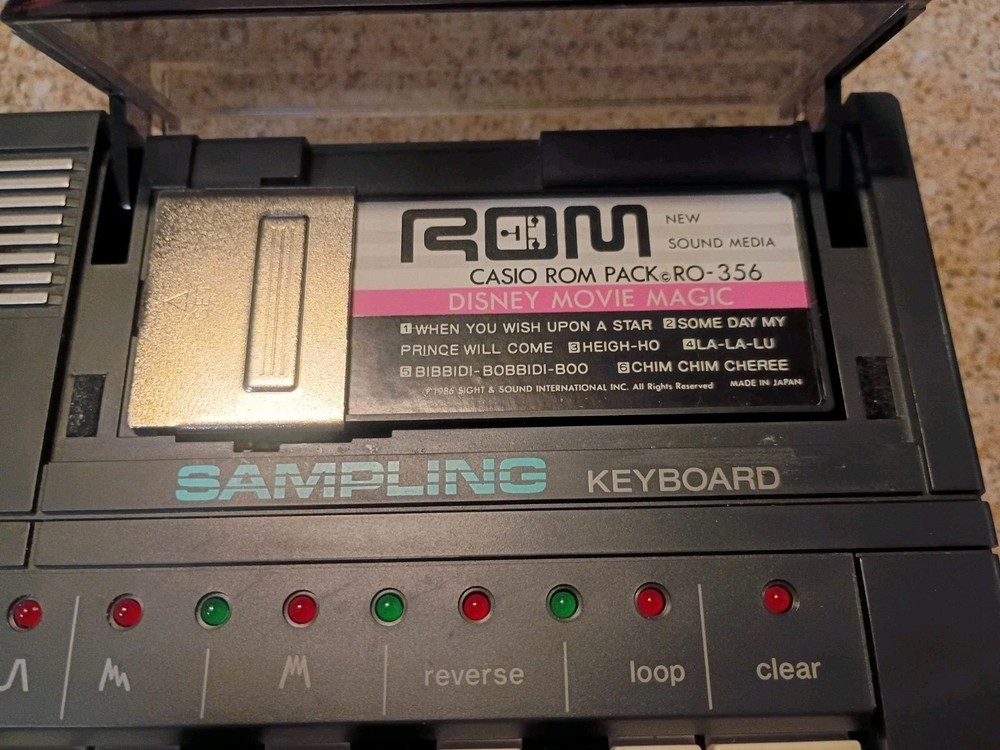 ROM NEW
SOUND MEDIA
CASIO ROM PACK © RO-356
DISNEY MOVIE MAGIC
1 WHEN YOU WISH UPON A STAR 2 SOME DAY MY
PRINCE WILL COME 3 HEIGH-HO 4 LA-LA-LU
5 BIBBIDI-BOBBIDI-BOO 6 CHIM CHIM CHEREE
℗1986 SIGHT & SOUND INTERNATIONAL INC. All Rights Reserved MADE IN JAPAN
SAMPLING KEYBOARD
reverse loop clear